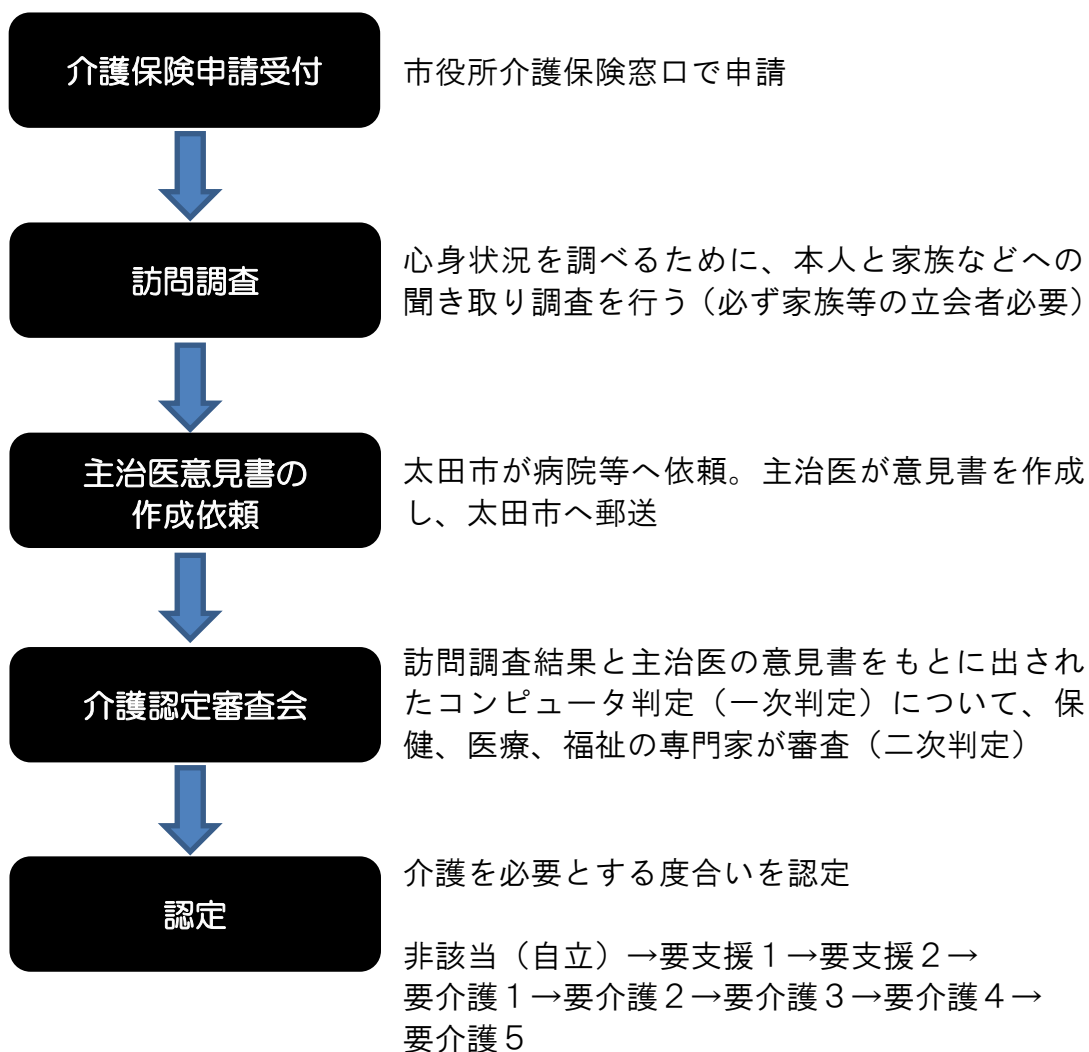 介護保険申請受付
市役所介護保険窓口で申請
訪問調査
心身状況を調べるために、本人と家族などへの
聞き取り調査を行う（必ず家族等の立会者必要）
主治医意見書の
作成依頼
太田市が病院等へ依頼。主治医が意見書を作成
し、太田市へ郵送
介護認定審査会
訪問調査結果と主治医の意見書をもとに出され
たコンピュータ判定（一次判定）について、保
健、医療、福祉の専門家が審査（二次判定）
認定
介護を必要とする度合いを認定
非該当（自立）→要支援１→要支援２→
要介護１→要介護２→要介護３→要介護４→
要介護５